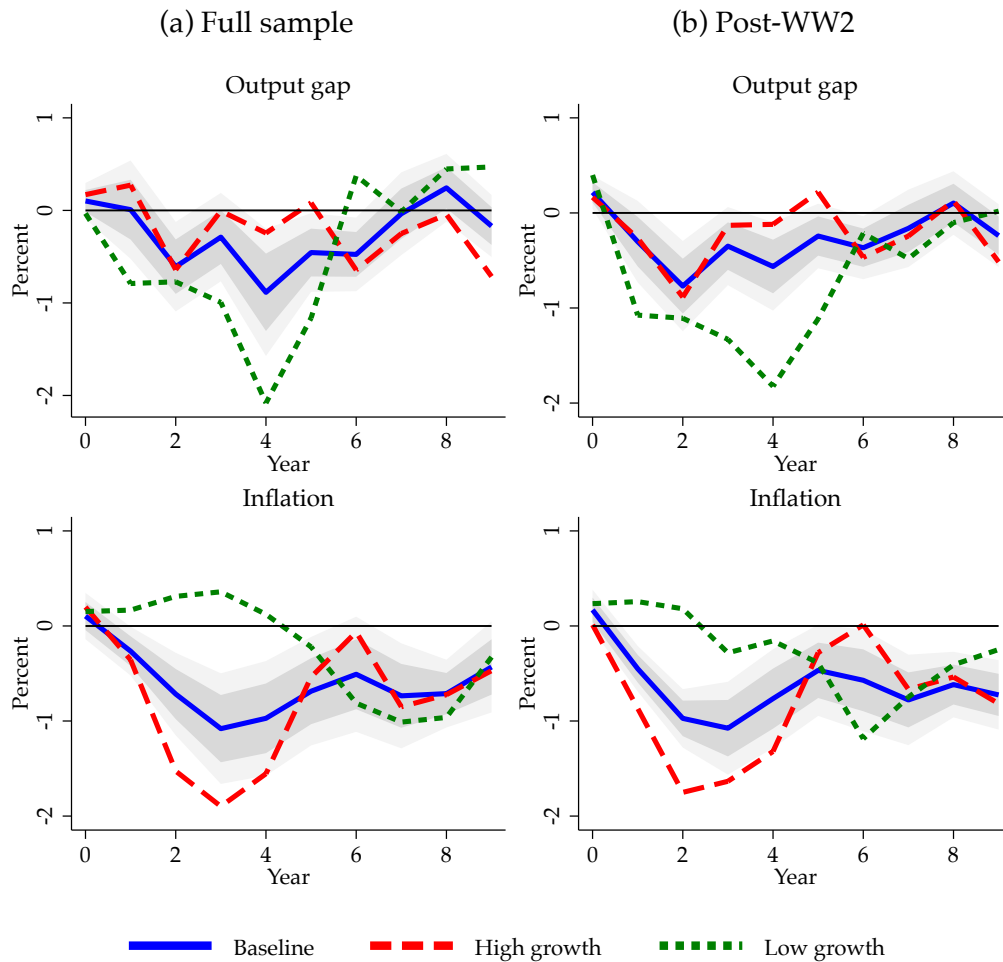 (a) Full sample
(b) Post-WW2
Output gap
Output gap
Percent
1
0
-1
-2
0 2 4 6 8
Year
Percent
1
0
-1
-2
0 2 4 6 8
Year
Inflation
Inflation
Percent
1
0
-1
-2
0 2 4 6 8
Year
Percent
1
0
-1
-2
0 2 4 6 8
Year
Baseline High growth Low growth